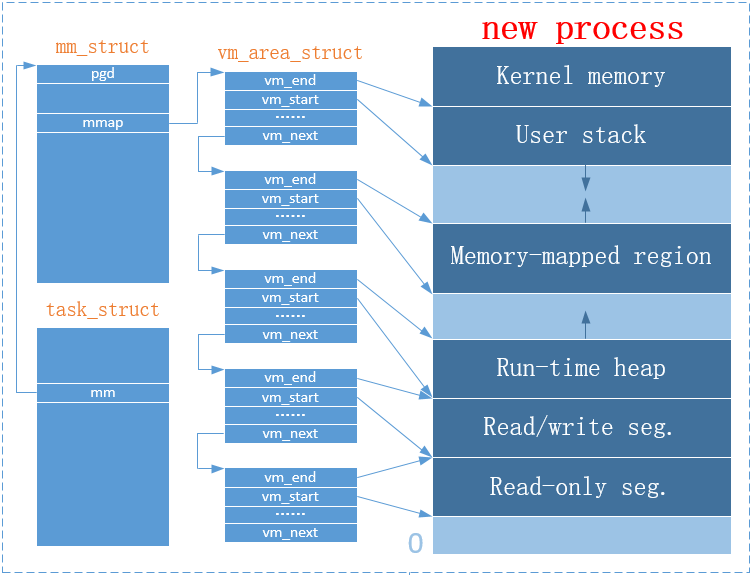 new process
mm_struct
pgd
mmap
task_struct
mm
vm_area_struct
vm_end
vm_start
······
vm_next
vm_end
vm_start
······
vm_next
vm_end
vm_start
······
vm_next
vm_end
vm_start
······
vm_next
vm_end
vm_start
······
vm_next
Kernel memory
User stack
Memory-mapped region
Run-time heap
Read/write seg.
Read-only seg.
0